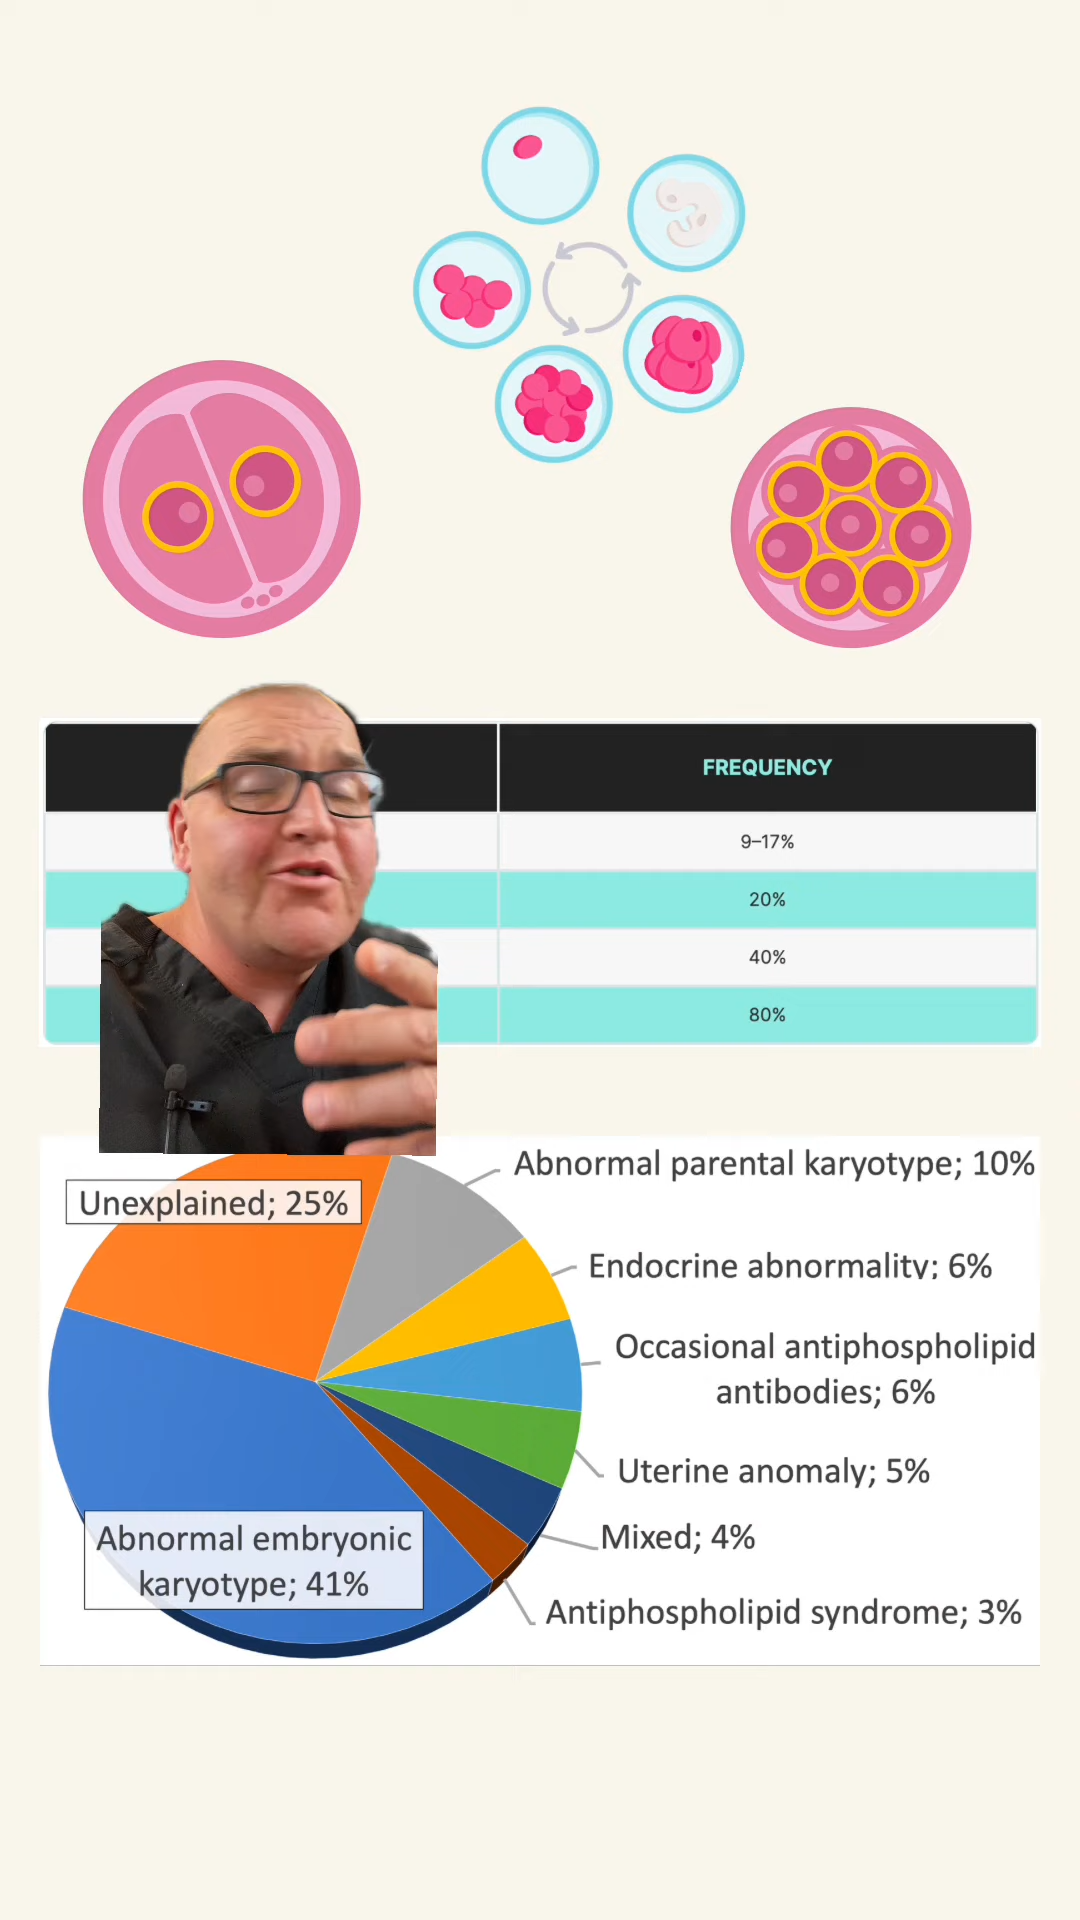 FREQUENCY
9–17%
20%
40%
80%
Abnormal parental karyotype; 10%
Unexplained; 25%
Endocrine abnormality; 6%
Occasional antiphospholipid
antibodies; 6%
Uterine anomaly; 5%
Mixed; 4%
Abnormal embryonic
karyotype; 41%
Antiphospholipid syndrome; 3%